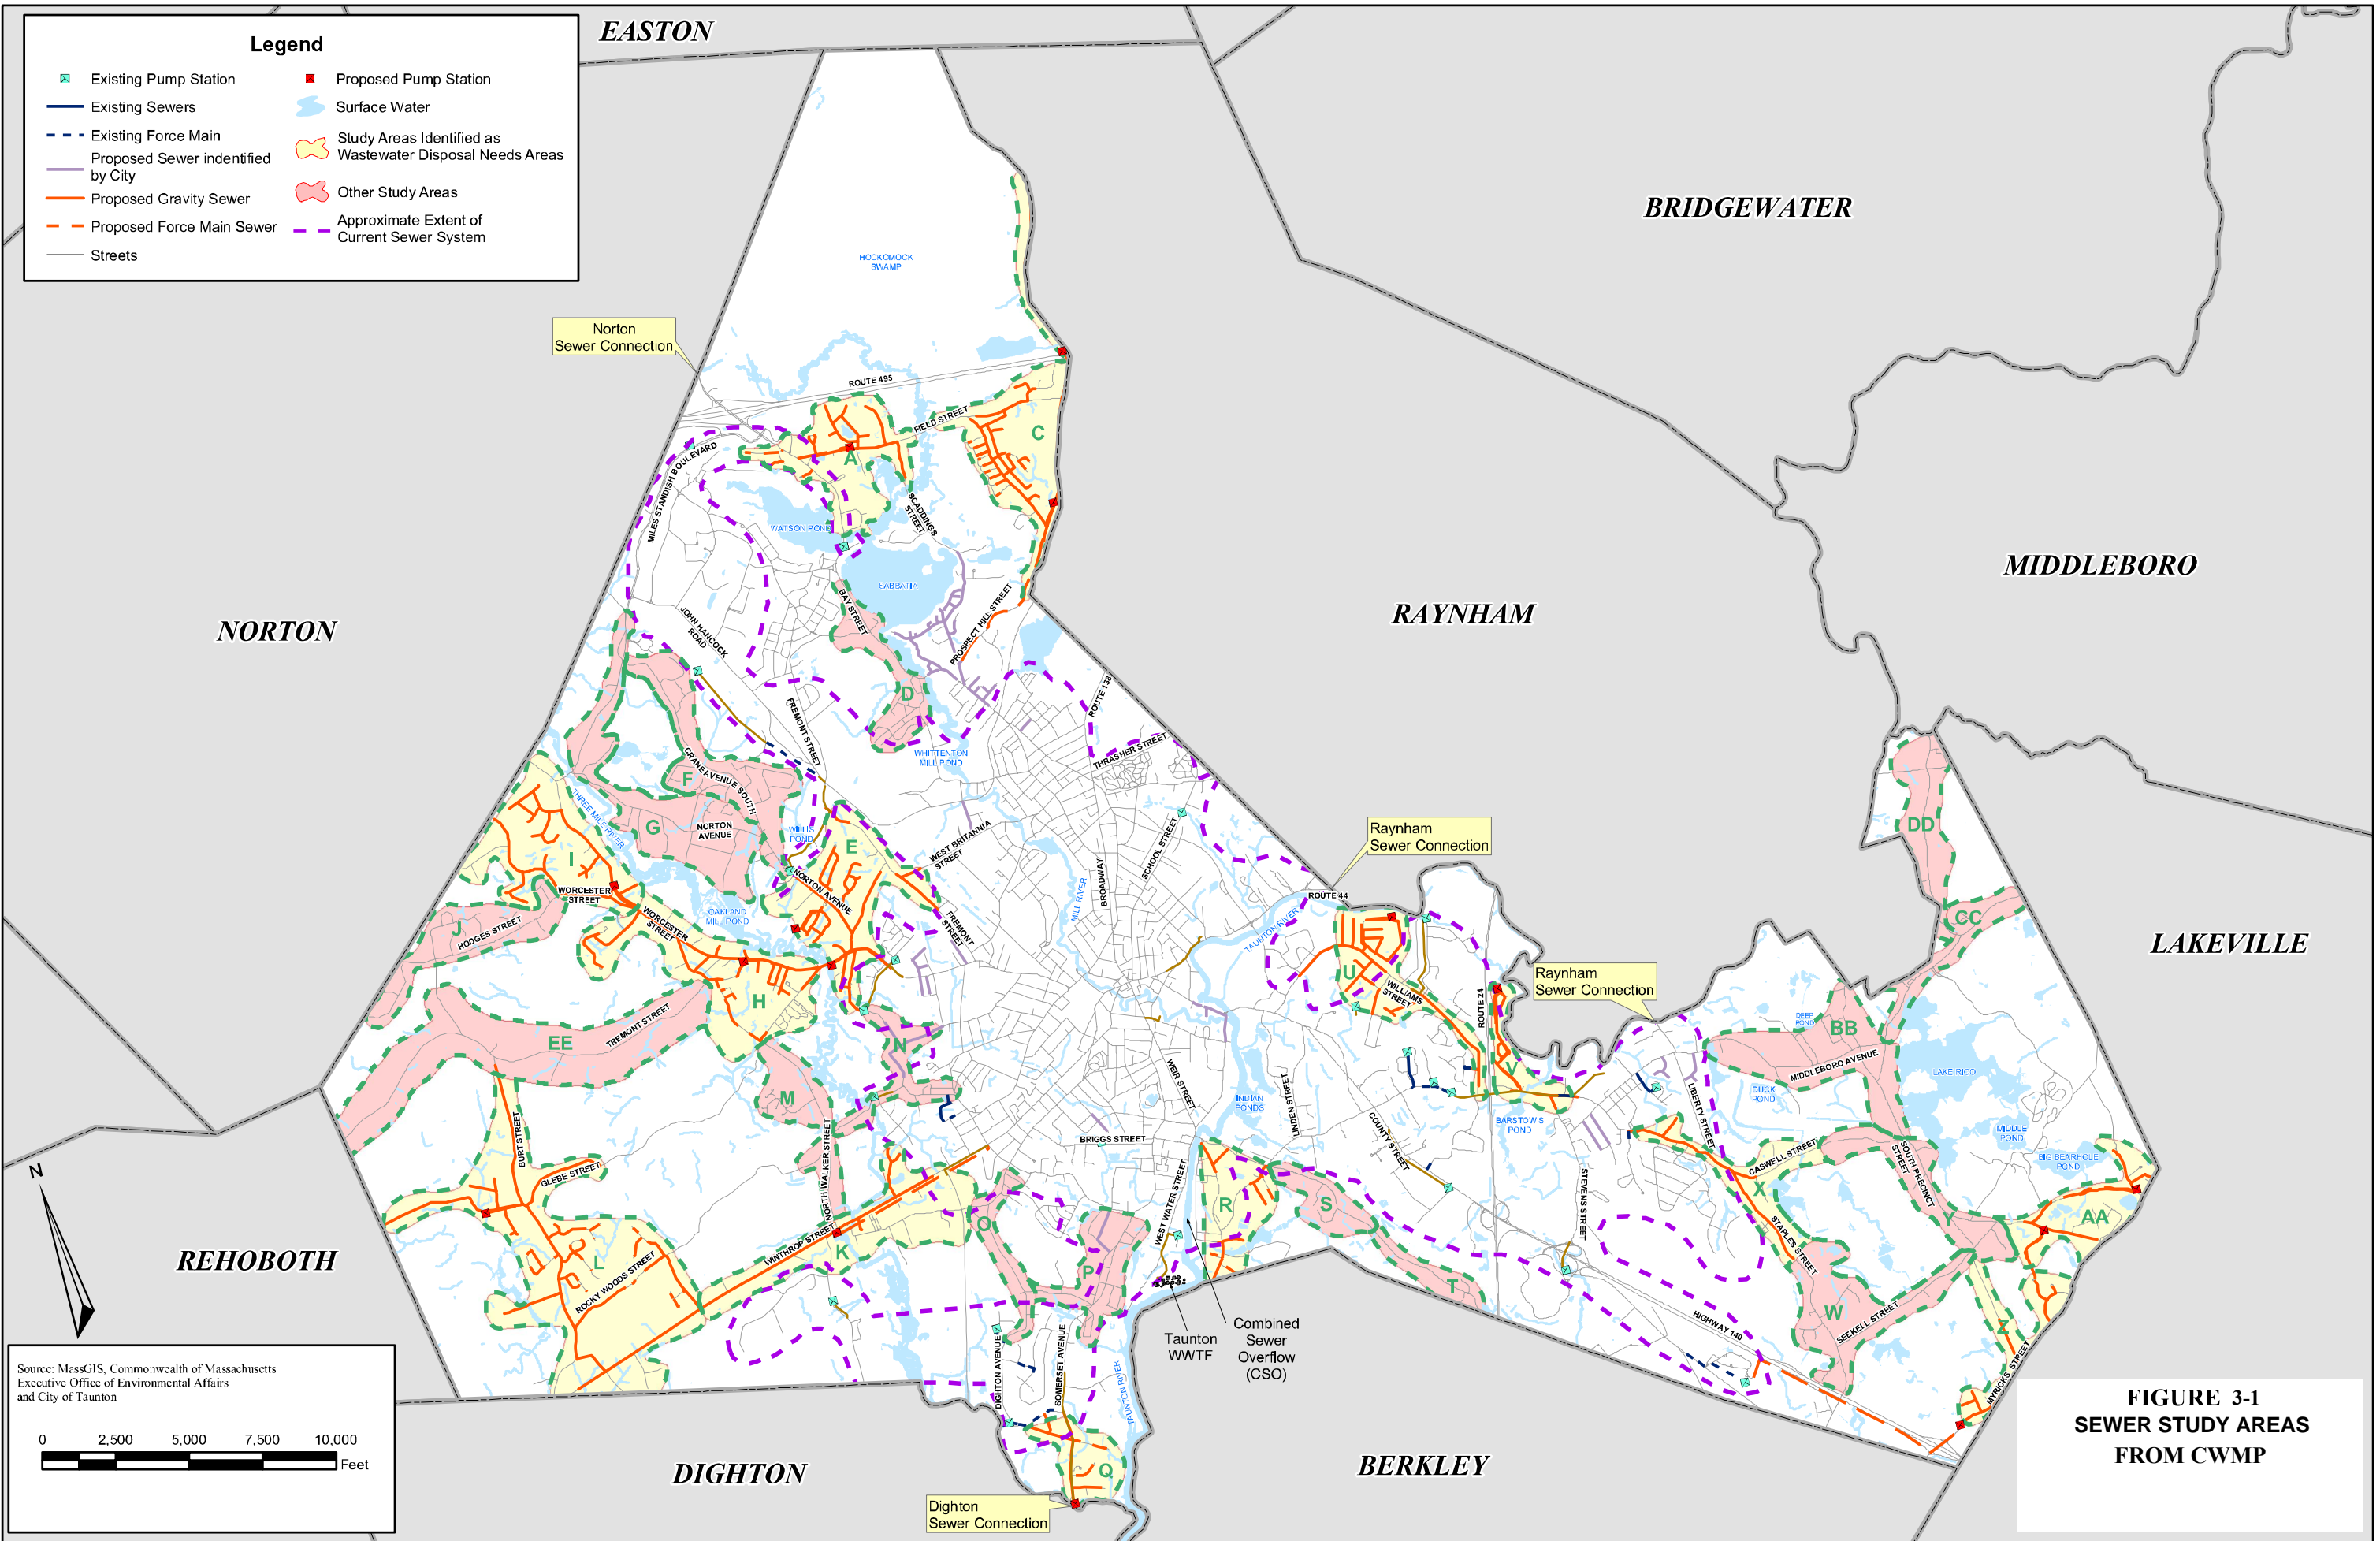 EASTON
Legend
Existing Pump Station
Existing Sewers
Existing Force Main
Proposed Sewer indentified
by City
Proposed Gravity Sewer
Proposed Force Main Sewer
Streets
Proposed Pump Station
Surface Water
Study Areas Identified as
Wastewater Disposal Needs Areas
Other Study Areas
Approximate Extent of
Current Sewer System
BRIDGEWATER
HOCKOMOCK
SWAMP
Norton
Sewer Connection
ROUTE 495
FIELD STREET
C
A
MILES STANDISH BOULEVARD
SCADDINGS
STREET
WATSON POND
MIDDLEBORO
SABBATIA
BAY STREET
RAYNHAM
NORTON
JOHN HANCOCK
ROAD
PROSPECT HILL STREET
D
ROUTE 138
FREMONT STREET
WHITTENTON
MILL POND
THRASHER STREET
CRANE AVENUE SOUTH
F
THREE MILE RIVER
G
NORTON
AVENUE
WILLIS
POND
E
WEST BRITANNIA
STREET
SCHOOL STREET
Raynham
Sewer Connection
DD
I
BROADWAY
NORTON AVENUE
WORCESTER
STREET
MILL RIVER
ROUTE 44
OAKLAND
MILL POND
WORCESTER
STREET
FREMONT
STREET
J
HODGES STREET
TAUNTON RIVER
CC
LAKEVILLE
U
WILLIAMS
STREET
Raynham
Sewer Connection
H
ROUTE 24
TREMONT STREET
EE
N
DEEP
POND
BB
MIDDLEBORO AVENUE
LAKE RICO
V
M
WEIR STREET
INDIAN
PONDS
LINDEN STREET
LIBERTY STREET
DUCK
POND
BARSTOW'S
POND
COUNTY STREET
BURT STREET
BRIGGS STREET
MIDDLE
POND
NORTH WALKER STREET
CASWELL STREET
SOUTH PRECINCT
STREET
BIG BEARHOLE
POND
GLEBE STREET
N
X
WEST WATER STREET
R
S
STEVENS STREET
Y
AA
O
WINTHROP STREET
K
STAPLES STREET
REHOBOTH
L
ROCKY WOODS STREET
P
T
W
SEEKELL STREET
Z
HIGHWAY 140
Taunton
WWTF
Combined
Sewer
Overflow
(CSO)
DIGHTON AVENUE
SOMERSET AVENUE
TAUNTON RIVER
MYRICKS STREET
Source: MassGIS, Commonwealth of Massachusetts
Executive Office of Environmental Affairs
and City of Taunton
0 2,500 5,000 7,500 10,000
Feet
DIGHTON
Q
BERKLEY
Dighton
Sewer Connection
FIGURE 3-1
SEWER STUDY AREAS
FROM CWMP